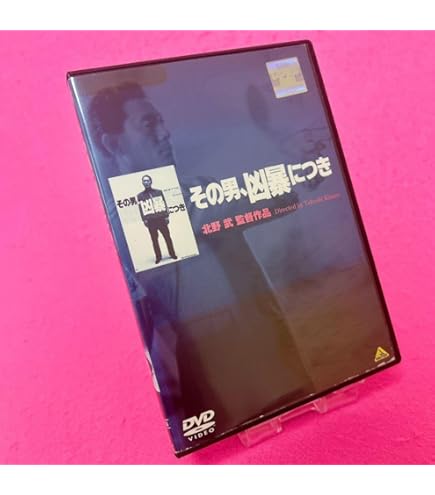 その男、凶暴につき
北野 武 監督作品 Directed by Takeshi Kitano
その男、
凶暴
につき
DVD
VIDEO